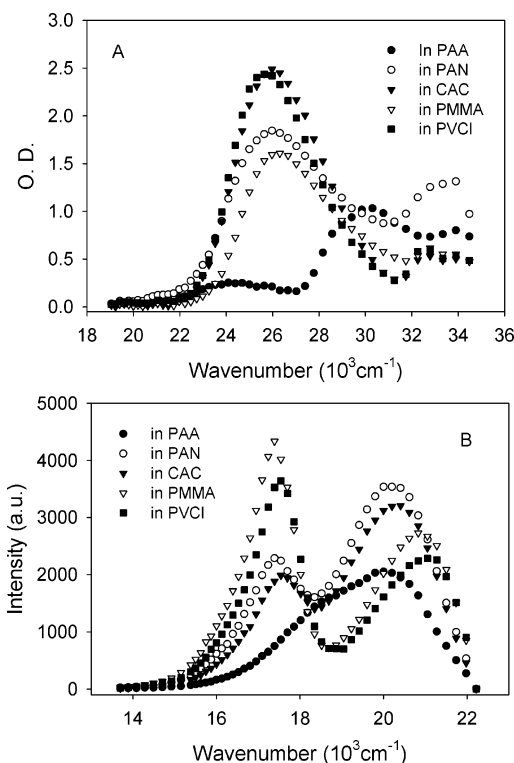 A
In PAA
in PAN
in CAC
in PMMA
in PVCl
O. D.
3.0
2.5
2.0
1.5
1.0
0.5
0.0
18 20 22 24 26 28 30 32 34 36
Wavenumber (10³cm⁻¹)
B
in PAA
in PAN
in CAC
in PMMA
in PVCl
Intensity (a.u.)
5000
4000
3000
2000
1000
0
14 16 18 20 22
Wavenumber (10³cm⁻¹)